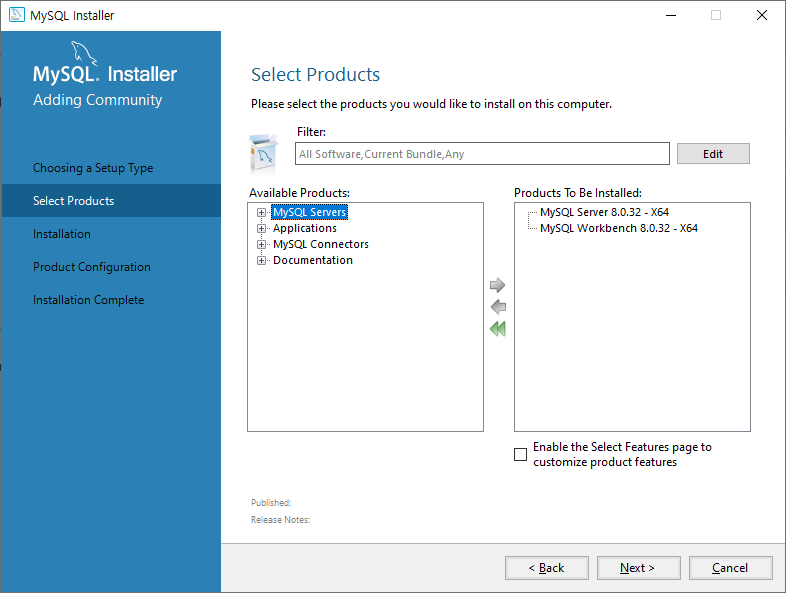 MySQL Installer
MySQL. Installer
Adding Community
Choosing a Setup Type
Select Products
Installation
Product Configuration
Installation Complete
Select Products
Please select the products you would like to install on this computer.
Filter:
All Software,Current Bundle,Any
Edit
Available Products:
MySQL Servers
Applications
MySQL Connectors
Documentation
Products To Be Installed:
MySQL Server 8.0.32 - X64
MySQL Workbench 8.0.32 - X64
Enable the Select Features page to
customize product features
Published:
Release Notes:
< Back
Next >
Cancel